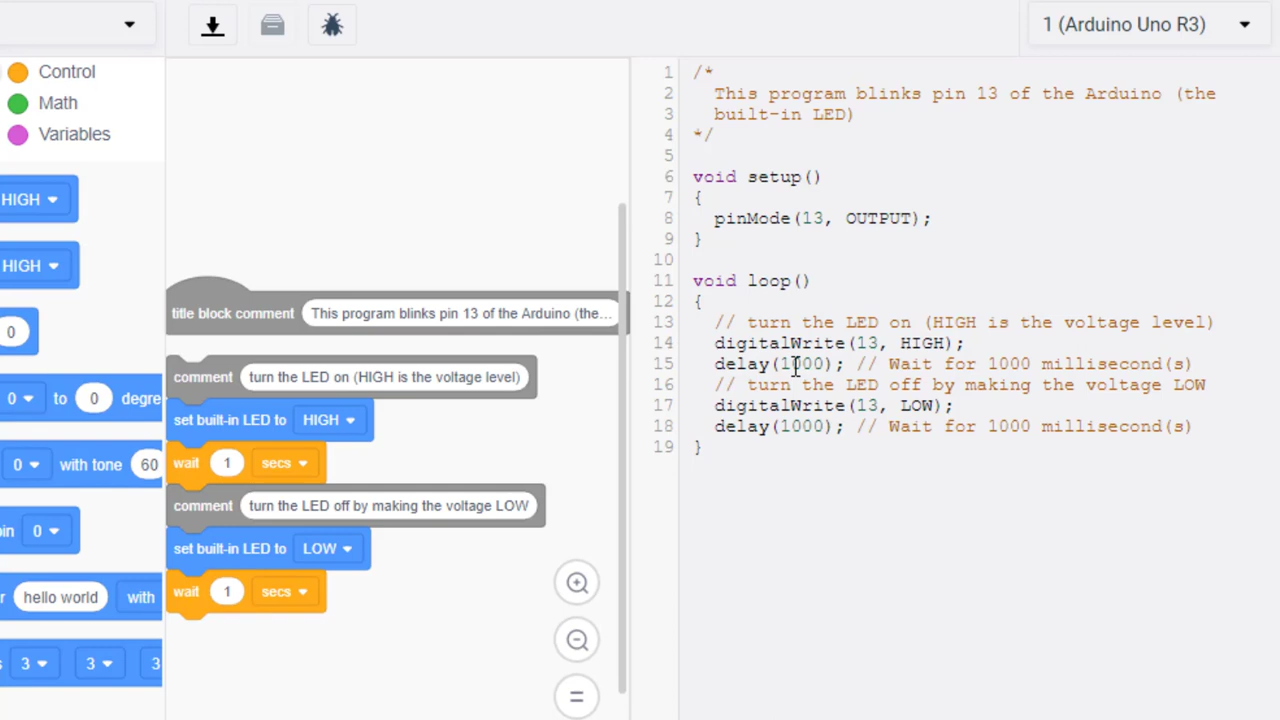 1 (Arduino Uno R3)
Control
Math
Variables
HIGH
HIGH
0
0 to 0 degre
0 with tone 60
pin 0
r hello world with
s 3 3 3
title block comment This program blinks pin 13 of the Arduino (the...
comment turn the LED on (HIGH is the voltage level)
set built-in LED to HIGH
wait 1 secs
comment turn the LED off by making the voltage LOW
set built-in LED to LOW
wait 1 secs
1 /*
2 This program blinks pin 13 of the Arduino (the
3 built-in LED)
4 */
5
6 void setup()
7 {
8 pinMode(13, OUTPUT);
9 }
10
11 void loop()
12 {
13 // turn the LED on (HIGH is the voltage level)
14 digitalWrite(13, HIGH);
15 delay(1000); // Wait for 1000 millisecond(s)
16 // turn the LED off by making the voltage LOW
17 digitalWrite(13, LOW);
18 delay(1000); // Wait for 1000 millisecond(s)
19 }